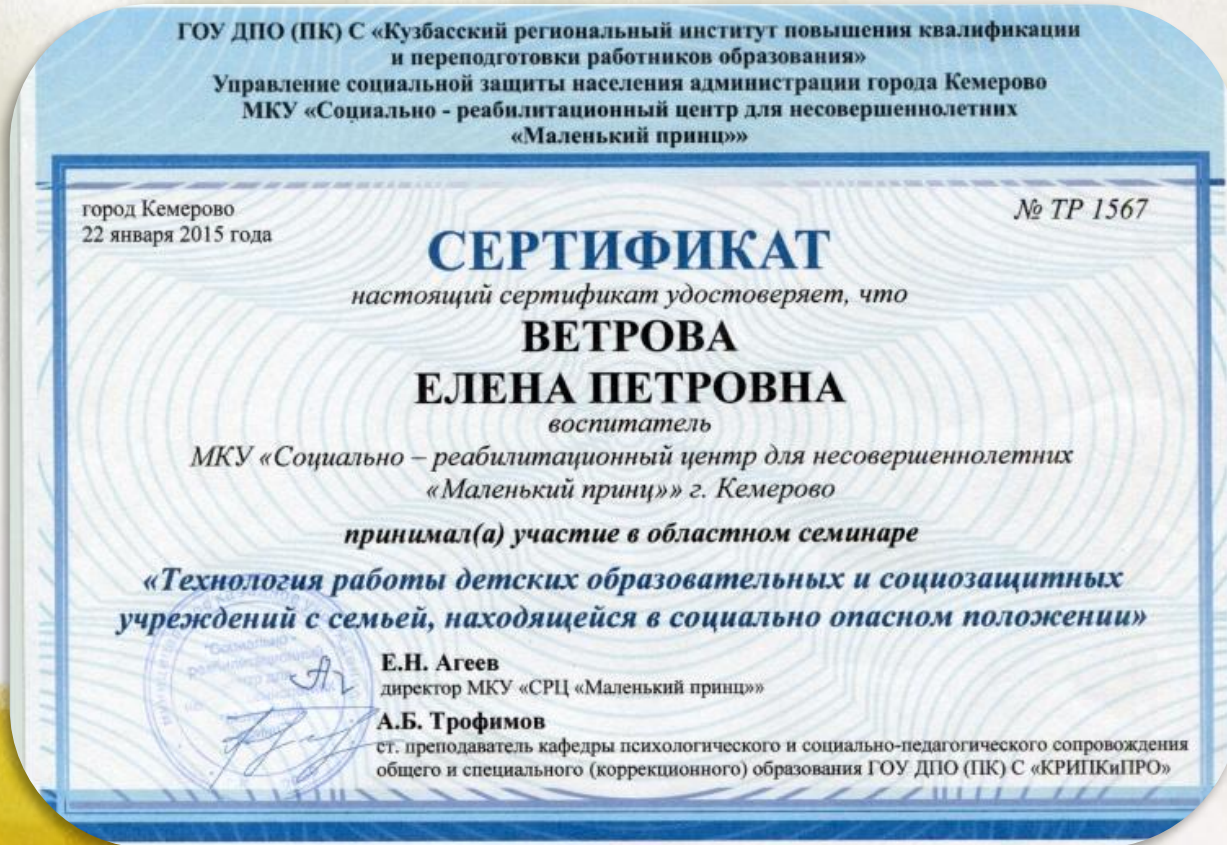 ГОУ ДПО (ПК) С «Кузбасский региональный институт повышения квалификации
и переподготовки работников образования»
Управление социальной защиты населения администрации города Кемерово
МКУ «Социально - реабилитационный центр для несовершеннолетних
«Маленький принц»»
город Кемерово
22 января 2015 года
№ ТР 1567
СЕРТИФИКАТ
настоящий сертификат удостоверяет, что
ВЕТРОВА
ЕЛЕНА ПЕТРОВНА
воспитатель
МКУ «Социально – реабилитационный центр для несовершеннолетних
«Маленький принц»» г. Кемерово
принимал(а) участие в областном семинаре
«Технология работы детских образовательных и социозащитных
учреждений с семьей, находящейся в социально опасном положении»
Е.Н. Агеев
директор МКУ «СРЦ «Маленький принц»»
А.Б. Трофимов
ст. преподаватель кафедры психологического и социально-педагогического сопровождения
общего и специального (коррекционного) образования ГОУ ДПО (ПК) С «КРИПКиПРО»